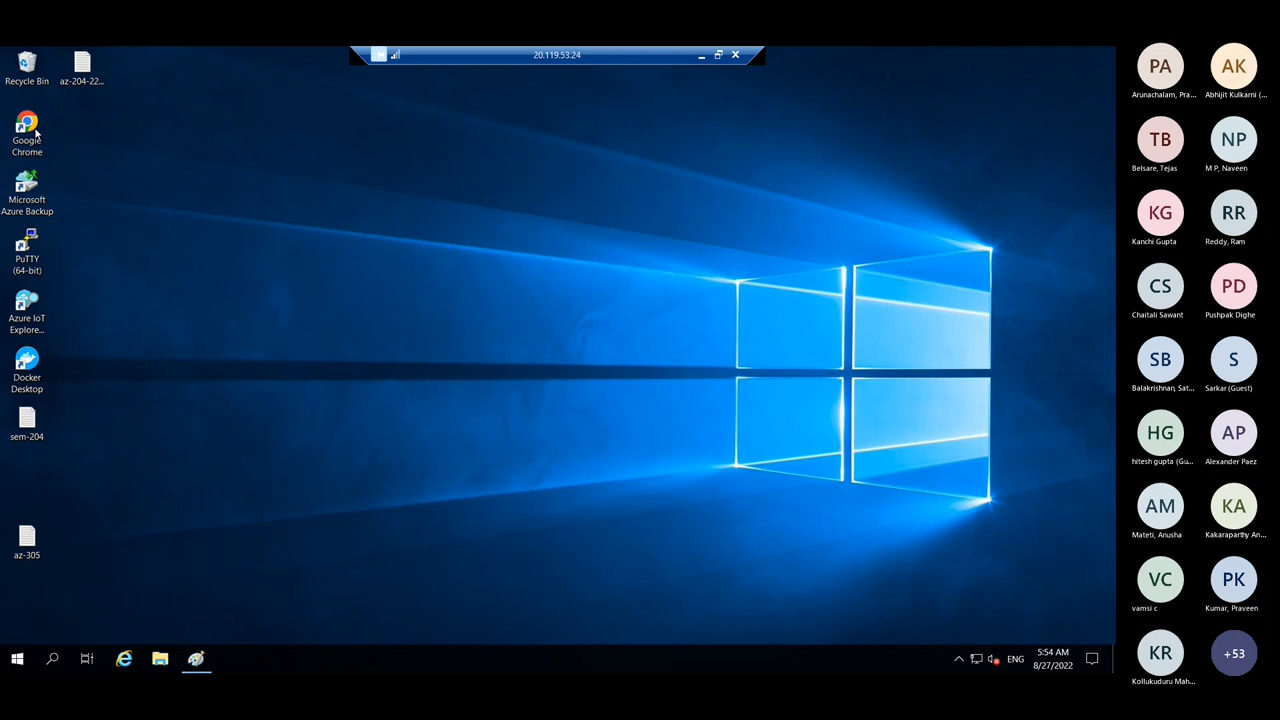 20.119.53.24
Recycle Bin
az-204-22...
Google
Chrome
Microsoft
Azure Backup
PuTTY
(64-bit)
Azure IoT
Explore...
Docker
Desktop
sem-204
az-305
ENG
5:54 AM
8/27/2022
PA
Arunachalam, Pra...
AK
Abhijit Kulkarni (...
TB
Belsare, Tejas
NP
M P, Naveen
KG
Kanchi Gupta
RR
Reddy, Ram
CS
Chaitali Sawant
PD
Pushpak Dighe
SB
Balakrishnan, Sat...
S
Sarkar (Guest)
HG
hitesh gupta (Gu...
AP
Alexander Paez
AM
Mateti, Anusha
KA
Kakaraparthy An...
VC
vamsi c
PK
Kumar, Praveen
KR
Kollukuduru Mah...
+53